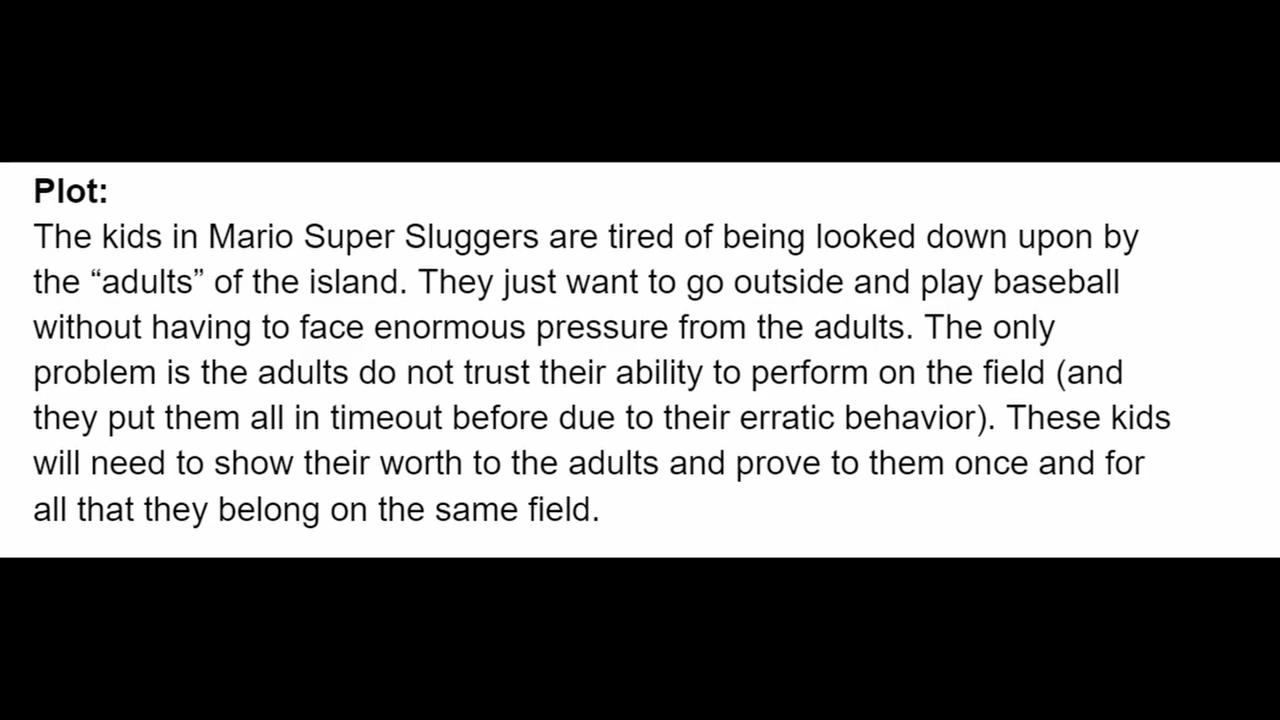 Plot:
The kids in Mario Super Sluggers are tired of being looked down upon by
the “adults” of the island. They just want to go outside and play baseball
without having to face enormous pressure from the adults. The only
problem is the adults do not trust their ability to perform on the field (and
they put them all in timeout before due to their erratic behavior). These kids
will need to show their worth to the adults and prove to them once and for
all that they belong on the same field.